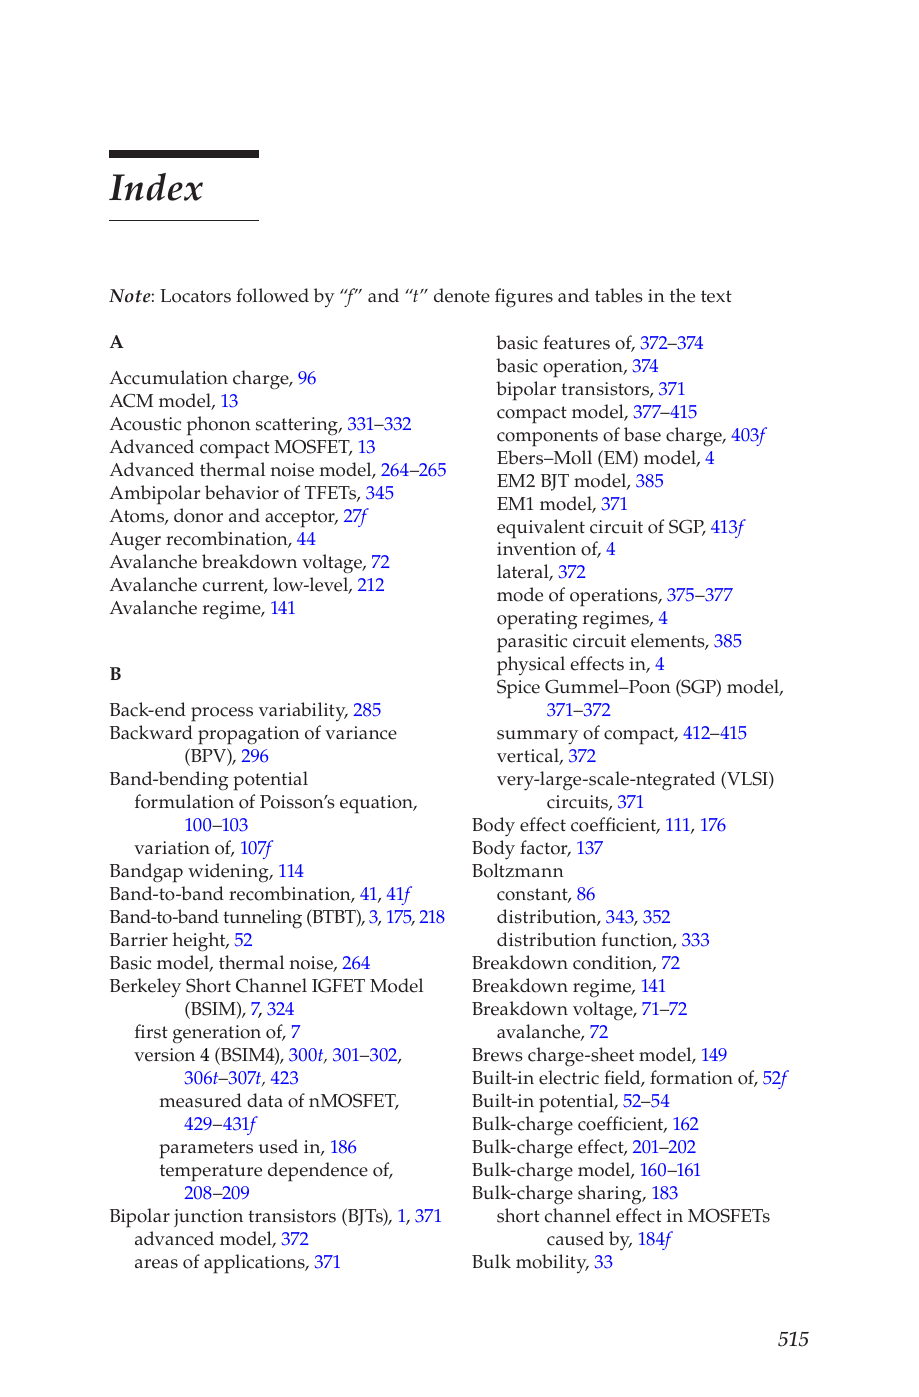 Index
Note: Locators followed by “f” and “t” denote figures and tables in the text
A
Accumulation charge, 96
ACM model, 13
Acoustic phonon scattering, 331–332
Advanced compact MOSFET, 13
Advanced thermal noise model, 264–265
Ambipolar behavior of TFETs, 345
Atoms, donor and acceptor, 27f
Auger recombination, 44
Avalanche breakdown voltage, 72
Avalanche current, low-level, 212
Avalanche regime, 141
B
Back-end process variability, 285
Backward propagation of variance
(BPV), 296
Band-bending potential
formulation of Poisson’s equation,
100–103
variation of, 107f
Bandgap widening, 114
Band-to-band recombination, 41, 41f
Band-to-band tunneling (BTBT), 3, 175, 218
Barrier height, 52
Basic model, thermal noise, 264
Berkeley Short Channel IGFET Model
(BSIM), 7, 324
first generation of, 7
version 4 (BSIM4), 300t, 301–302,
306t–307t, 423
measured data of nMOSFET,
429–431f
parameters used in, 186
temperature dependence of,
208–209
Bipolar junction transistors (BJTs), 1, 371
advanced model, 372
areas of applications, 371
basic features of, 372–374
basic operation, 374
bipolar transistors, 371
compact model, 377–415
components of base charge, 403f
Ebers–Moll (EM) model, 4
EM2 BJT model, 385
EM1 model, 371
equivalent circuit of SGP, 413f
invention of, 4
lateral, 372
mode of operations, 375–377
operating regimes, 4
parasitic circuit elements, 385
physical effects in, 4
Spice Gummel–Poon (SGP) model,
371–372
summary of compact, 412–415
vertical, 372
very-large-scale-ntegrated (VLSI)
circuits, 371
Body effect coefficient, 111, 176
Body factor, 137
Boltzmann
constant, 86
distribution, 343, 352
distribution function, 333
Breakdown condition, 72
Breakdown regime, 141
Breakdown voltage, 71–72
avalanche, 72
Brews charge-sheet model, 149
Built-in electric field, formation of, 52f
Built-in potential, 52–54
Bulk-charge coefficient, 162
Bulk-charge effect, 201–202
Bulk-charge model, 160–161
Bulk-charge sharing, 183
short channel effect in MOSFETs
caused by, 184f
Bulk mobility, 33
515